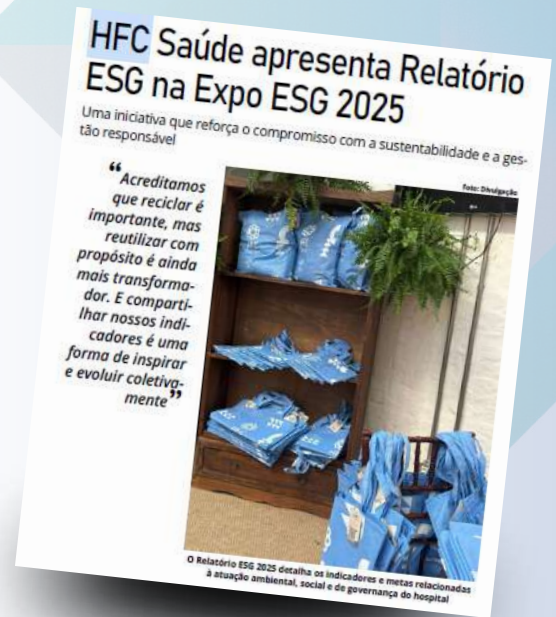 HFC Saúde apresenta Relatório
ESG na Expo ESG 2025
Uma iniciativa que reforça o compromisso com a sustentabilidade e a ges-
tão responsável
Foto: Divulgação
“Acreditamos
que reciclar é
importante, mas
reutilizar com
propósito é ainda
mais transforma-
dor. E comparti-
lhar nossos indi-
cadores é uma
forma de inspirar
e evoluir coletiva-
mente”
O Relatório ESG 2025 detalha os indicadores e metas relacionadas
à atuação ambiental, social e de governança do hospital